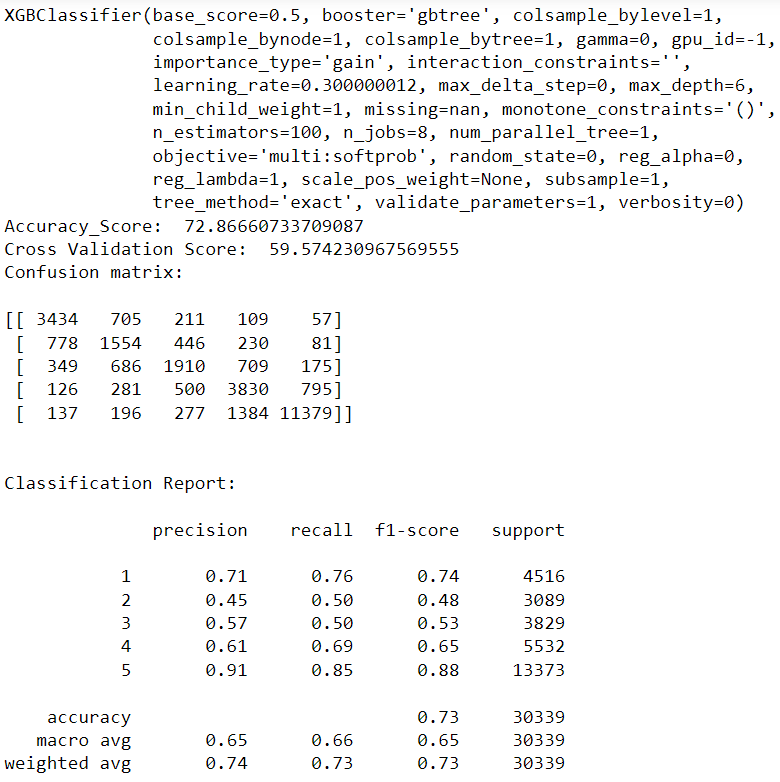 XGBClassifier(base_score=0.5, booster='gbtree', colsample_bylevel=1,
              colsample_bynode=1, colsample_bytree=1, gamma=0, gpu_id=-1,
              importance_type='gain', interaction_constraints='',
              learning_rate=0.300000012, max_delta_step=0, max_depth=6,
              min_child_weight=1, missing=nan, monotone_constraints='()',
              n_estimators=100, n_jobs=8, num_parallel_tree=1,
              objective='multi:softprob', random_state=0, reg_alpha=0,
              reg_lambda=1, scale_pos_weight=None, subsample=1,
              tree_method='exact', validate_parameters=1, verbosity=0)
Accuracy_Score:  72.86660733709087
Cross Validation Score:  59.574230967569555
Confusion matrix:
[[ 3434   705   211   109    57]
 [  778  1554   446   230    81]
 [  349   686  1910   709   175]
 [  126   281   500  3830   795]
 [  137   196   277  1384 11379]]
Classification Report:
              precision    recall  f1-score   support
           1       0.71      0.76      0.74      4516
           2       0.45      0.50      0.48      3089
           3       0.57      0.50      0.53      3829
           4       0.61      0.69      0.65      5532
           5       0.91      0.85      0.88     13373
    accuracy                           0.73     30339
   macro avg       0.65      0.66      0.65     30339
weighted avg       0.74      0.73      0.73     30339